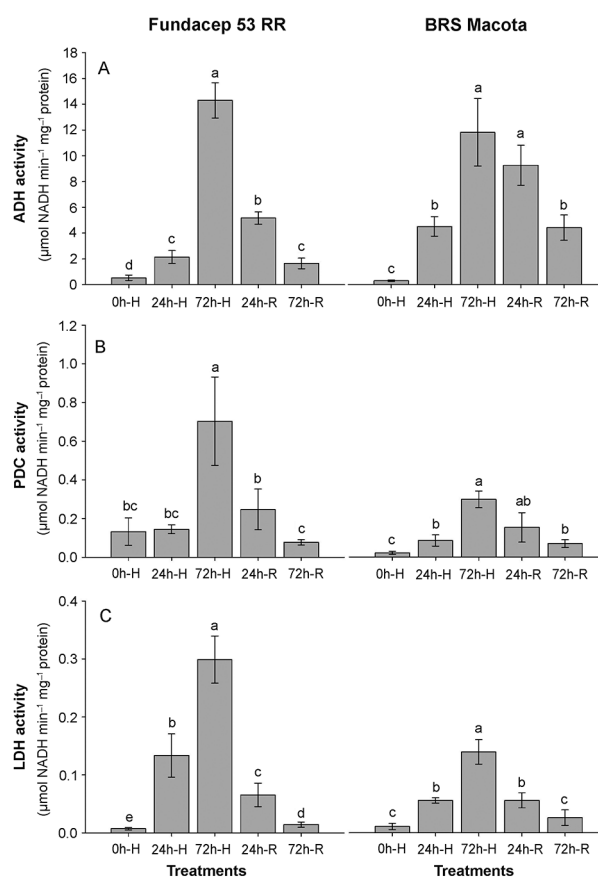 Fundacep 53 RR BRS Macota
A
ADH activity
(μmol NADH min⁻¹ mg⁻¹ protein)
18
16
14
12
10
8
6
4
2
0
d c a b c
c b a a b
0h-H 24h-H 72h-H 24h-R 72h-R 0h-H 24h-H 72h-H 24h-R 72h-R
B
PDC activity
(μmol NADH min⁻¹ mg⁻¹ protein)
1.2
1.0
0.8
0.6
0.4
0.2
0.0
bc bc a b c
c b a ab b
0h-H 24h-H 72h-H 24h-R 72h-R 0h-H 24h-H 72h-H 24h-R 72h-R
C
LDH activity
(μmol NADH min⁻¹ mg⁻¹ protein)
0.4
0.3
0.2
0.1
0.0
e b a c d
c b a b c
0h-H 24h-H 72h-H 24h-R 72h-R 0h-H 24h-H 72h-H 24h-R 72h-R
Treatments Treatments